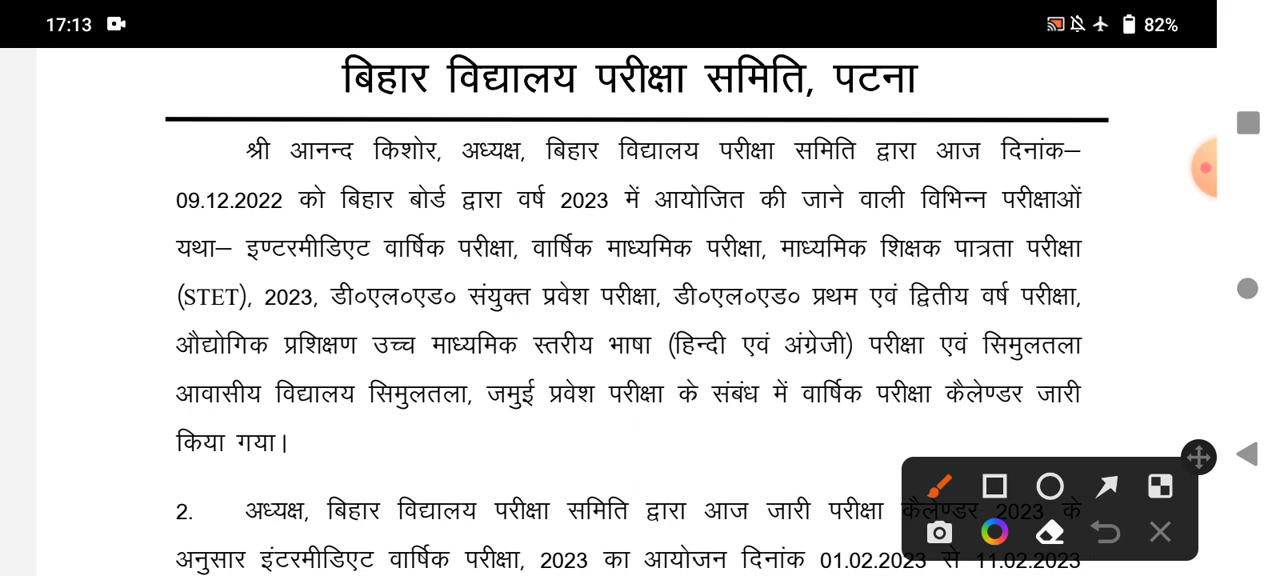 17:13
82%
बिहार विद्यालय परीक्षा समिति, पटना
श्री आनन्द किशोर, अध्यक्ष, बिहार विद्यालय परीक्षा समिति द्वारा आज दिनांक–
09.12.2022 को बिहार बोर्ड द्वारा वर्ष 2023 में आयोजित की जाने वाली विभिन्न परीक्षाओं
यथा– इण्टरमीडिएट वार्षिक परीक्षा, वार्षिक माध्यमिक परीक्षा, माध्यमिक शिक्षक पात्रता परीक्षा
(STET), 2023, डी०एल०एड० संयुक्त प्रवेश परीक्षा, डी०एल०एड० प्रथम एवं द्वितीय वर्ष परीक्षा,
औद्योगिक प्रशिक्षण उच्च माध्यमिक स्तरीय भाषा (हिन्दी एवं अंग्रेजी) परीक्षा एवं सिमुलतला
आवासीय विद्यालय सिमुलतला, जमुई प्रवेश परीक्षा के संबंध में वार्षिक परीक्षा कैलेण्डर जारी
किया गया।
2. अध्यक्ष, बिहार विद्यालय परीक्षा समिति द्वारा आज जारी परीक्षा कैलेण्डर 2023 के
अनुसार इंटरमीडिएट वार्षिक परीक्षा, 2023 का आयोजन दिनांक 01.02.2023 से 11.02.2023